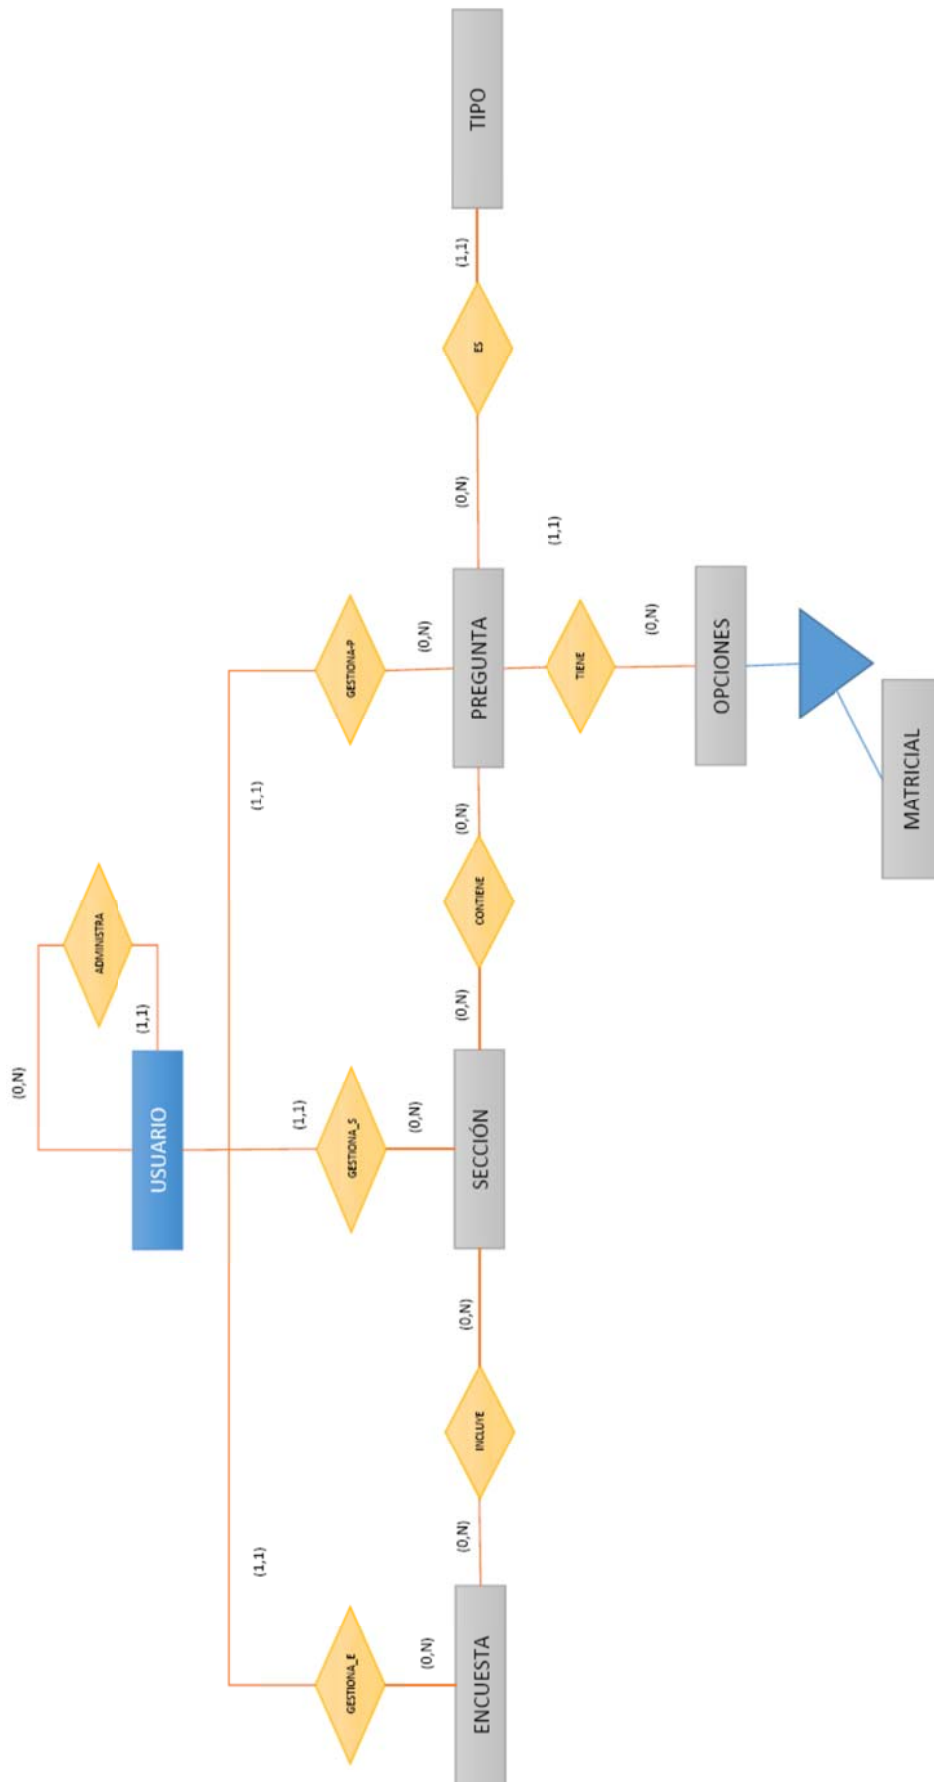 (0,N)
ADMINISTRA
(1,1)
USUARIO
(1,1)
(1,1)
(1,1)
GESTIONA_E
GESTIONA_S
GESTIONA-P
(0,N)
(0,N)
(0,N)
ENCUESTA
(0,N)
INCLUYE
(0,N)
SECCIÓN
(0,N)
CONTIENE
(0,N)
PREGUNTA
(0,N)
ES
(1,1)
TIPO
(1,1)
TIENE
(0,N)
OPCIONES
MATRICIAL